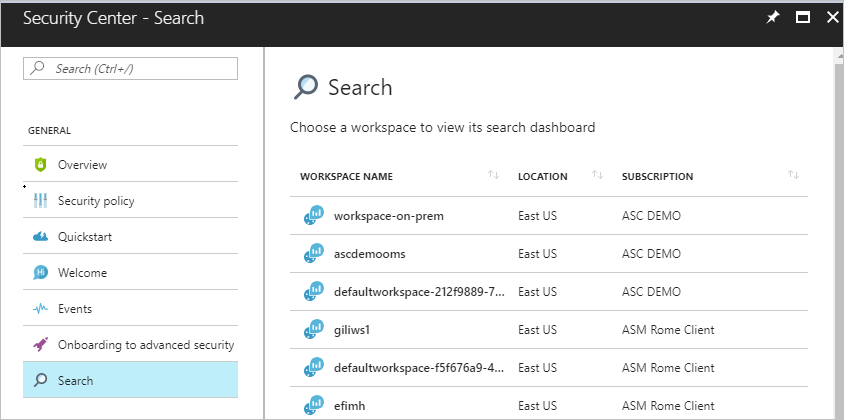 Security Center - Search
Search (Ctrl+/)
GENERAL
Overview
Security policy
Quickstart
Hi
Welcome
Events
Onboarding to advanced security
Search
Search
Choose a workspace to view its search dashboard
WORKSPACE NAME LOCATION SUBSCRIPTION
workspace-on-prem East US ASC DEMO
ascdemooms East US ASC DEMO
defaultworkspace-212f9889-7... East US ASC DEMO
giliws1 East US ASM Rome Client
defaultworkspace-f5f676a9-4... East US ASM Rome Client
efimh East US ASM Rome Client